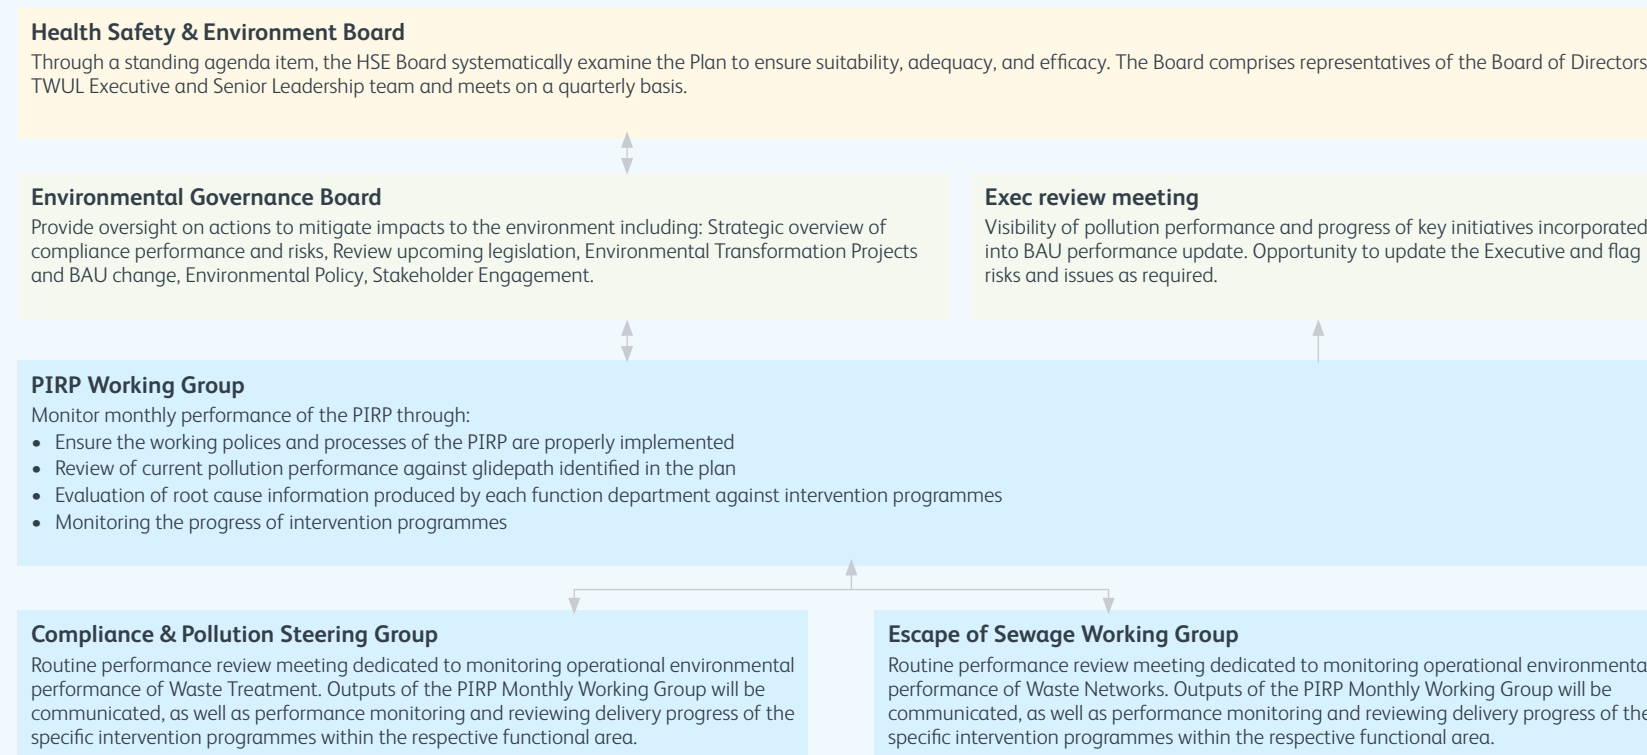 Health Safety & Environment Board
Through a standing agenda item, the HSE Board systematically examine the Plan to ensure suitability, adequacy, and efficacy. The Board comprises representatives of the Board of Directors
TWUL Executive and Senior Leadership team and meets on a quarterly basis.
Environmental Governance Board
Provide oversight on actions to mitigate impacts to the environment including: Strategic overview of
compliance performance and risks, Review upcoming legislation, Environmental Transformation Projects
and BAU change, Environmental Policy, Stakeholder Engagement.
Exec review meeting
Visibility of pollution performance and progress of key initiatives incorporated
into BAU performance update. Opportunity to update the Executive and flag
risks and issues as required.
PIRP Working Group
Monitor monthly performance of the PIRP through:
• Ensure the working polices and processes of the PIRP are properly implemented
• Review of current pollution performance against glidepath identified in the plan
• Evaluation of root cause information produced by each function department against intervention programmes
• Monitoring the progress of intervention programmes
Compliance & Pollution Steering Group
Routine performance review meeting dedicated to monitoring operational environmental
performance of Waste Treatment. Outputs of the PIRP Monthly Working Group will be
communicated, as well as performance monitoring and reviewing delivery progress of the
specific intervention programmes within the respective functional area.
Escape of Sewage Working Group
Routine performance review meeting dedicated to monitoring operational environmenta
performance of Waste Networks. Outputs of the PIRP Monthly Working Group will be
communicated, as well as performance monitoring and reviewing delivery progress of the
specific intervention programmes within the respective functional area.